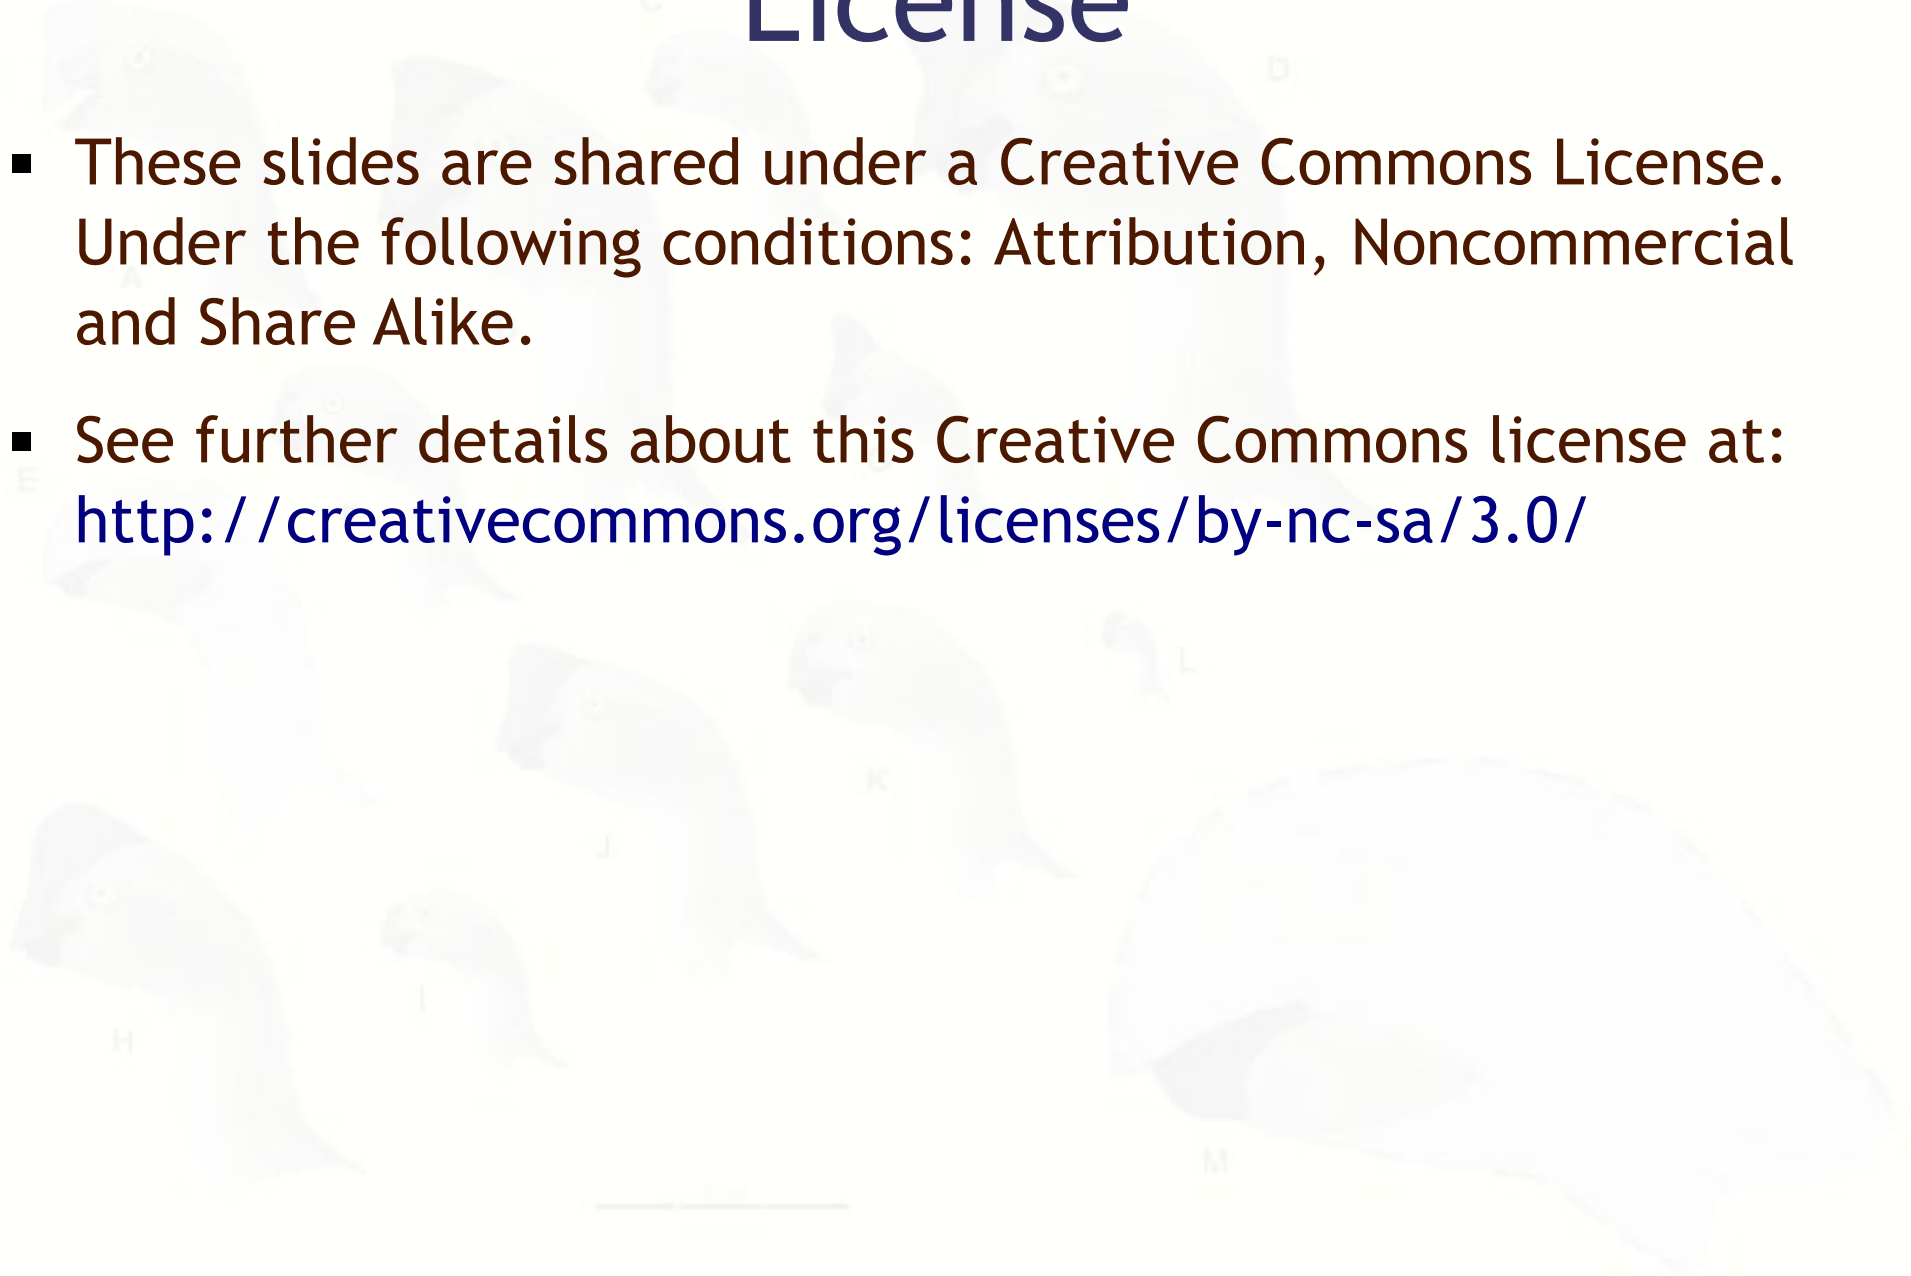 License
▪ These slides are shared under a Creative Commons License.
Under the following conditions: Attribution, Noncommercial
and Share Alike.
▪ See further details about this Creative Commons license at:
http://creativecommons.org/licenses/by-nc-sa/3.0/
D
A
E
L
K
J
I
H
M